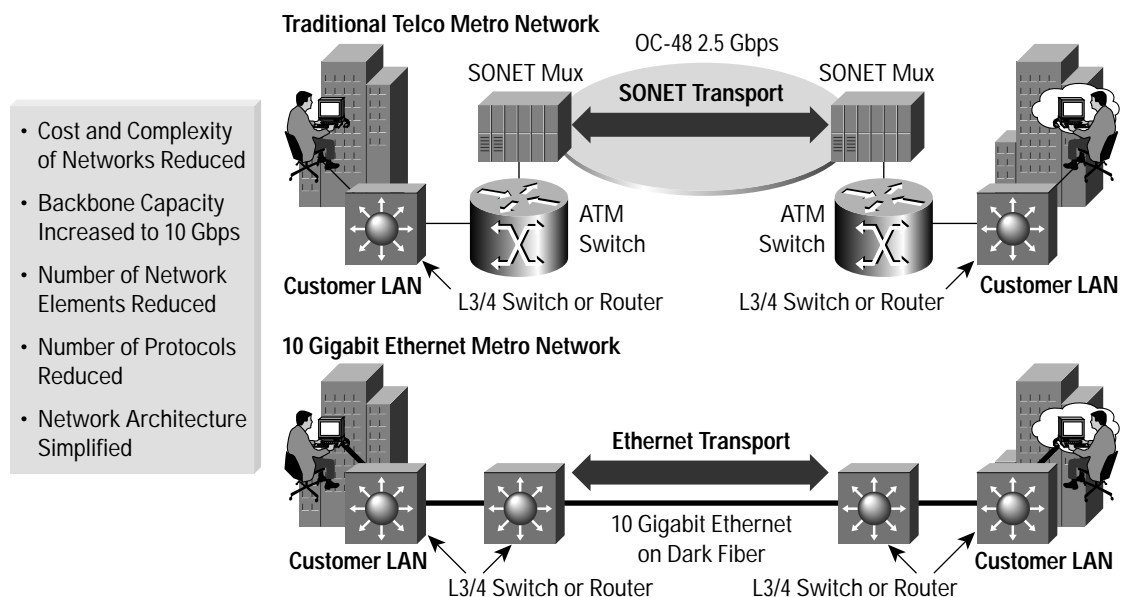 • Cost and Complexity
of Networks Reduced
• Backbone Capacity
Increased to 10 Gbps
• Number of Network
Elements Reduced
• Number of Protocols
Reduced
• Network Architecture
Simplified
Traditional Telco Metro Network
OC-48 2.5 Gbps
SONET Mux
SONET Mux
SONET Transport
ATM
Switch
ATM
Switch
Customer LAN
Customer LAN
L3/4 Switch or Router
L3/4 Switch or Router
10 Gigabit Ethernet Metro Network
Ethernet Transport
10 Gigabit Ethernet
on Dark Fiber
Customer LAN
Customer LAN
L3/4 Switch or Router
L3/4 Switch or Router